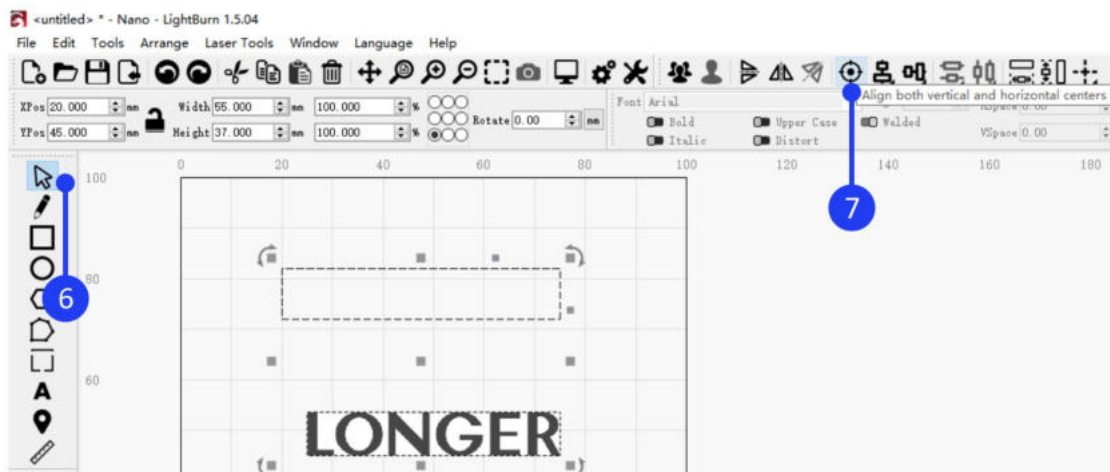 <untitled> * - Nano - LightBurn 1.5.04
File Edit Tools Arrange Laser Tools Window Language Help
XPos 20.000 mm Width 55.000 mm 100.000 % Rotate 0.00 mm Font Arial Align both vertical and horizontal centers
YPos 45.000 mm Height 37.000 mm 100.000 % Bold Upper Case Welded VSpace 0.00
Italic Distort
0 20 40 60 80 100 120 140 160 180
100
7
80
6
60
A
LONGER